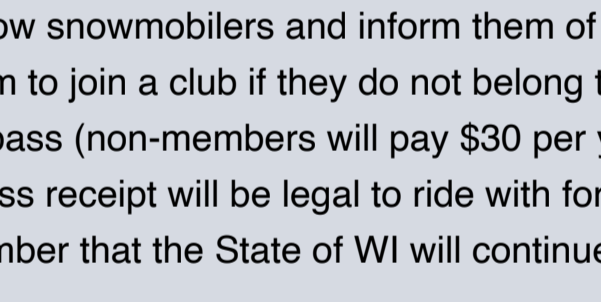 ow snowmobilers and inform them of
m to join a club if they do not belong t
pass (non-members will pay $30 per y
ss receipt will be legal to ride with for
mber that the State of WI will continue